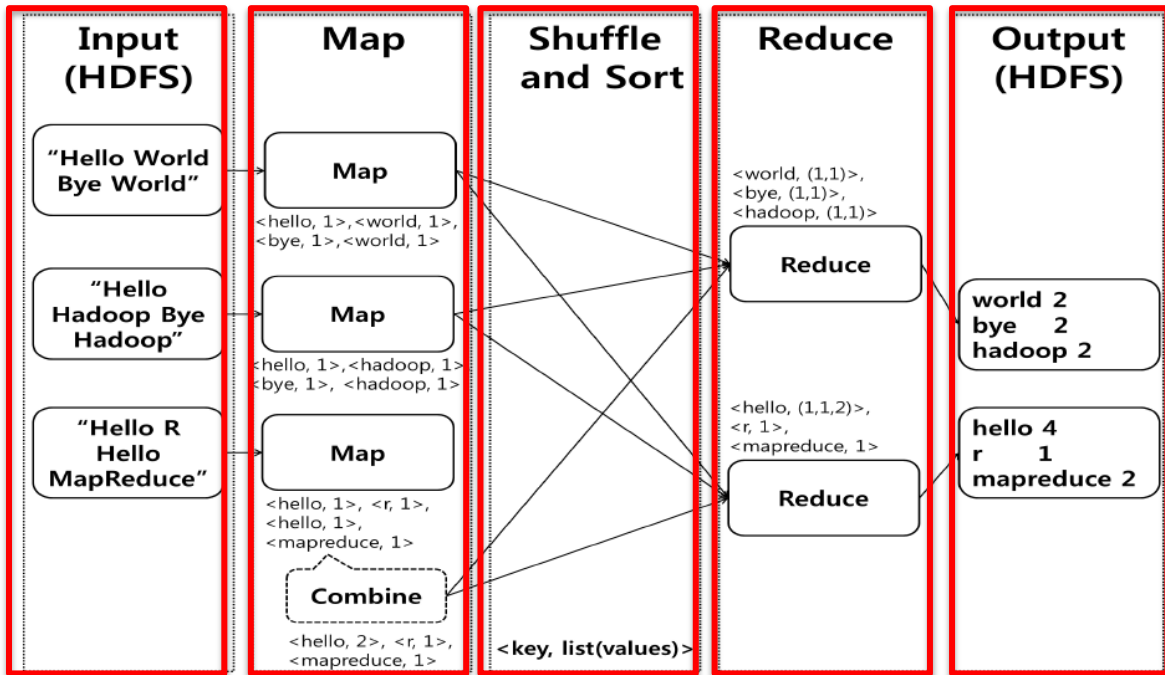 Input
(HDFS)
“Hello World
Bye World”
“Hello
Hadoop Bye
Hadoop”
“Hello R
Hello
MapReduce”
Map
Map
<hello, 1>,<world, 1>,
<bye, 1>,<world, 1>
Map
<hello, 1>,<hadoop, 1>
<bye, 1>, <hadoop, 1>
Map
<hello, 1>, <r, 1>,
<hello, 1>,
<mapreduce, 1>
Combine
<hello, 2>, <r, 1>,
<mapreduce, 1>
Shuffle
and Sort
<key, list(values)>
Reduce
<world, (1,1)>,
<bye, (1,1)>,
<hadoop, (1,1)>
Reduce
<hello, (1,1,2)>,
<r, 1>,
<mapreduce, 1>
Reduce
Output
(HDFS)
world 2
bye 2
hadoop 2
hello 4
r 1
mapreduce 2